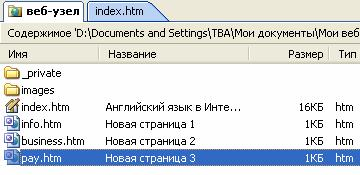 веб-узел index.htm
Содержимое 'D:\Documents and Settings\TBA\Мои документы\Мои веб
Имя Название Размер Тип
_private
images
index.htm Английский язык в Инте... 16КБ htm
info.htm Новая страница 1 1КБ htm
business.htm Новая страница 2 1КБ htm
pay.htm Новая страница 3 1КБ htm